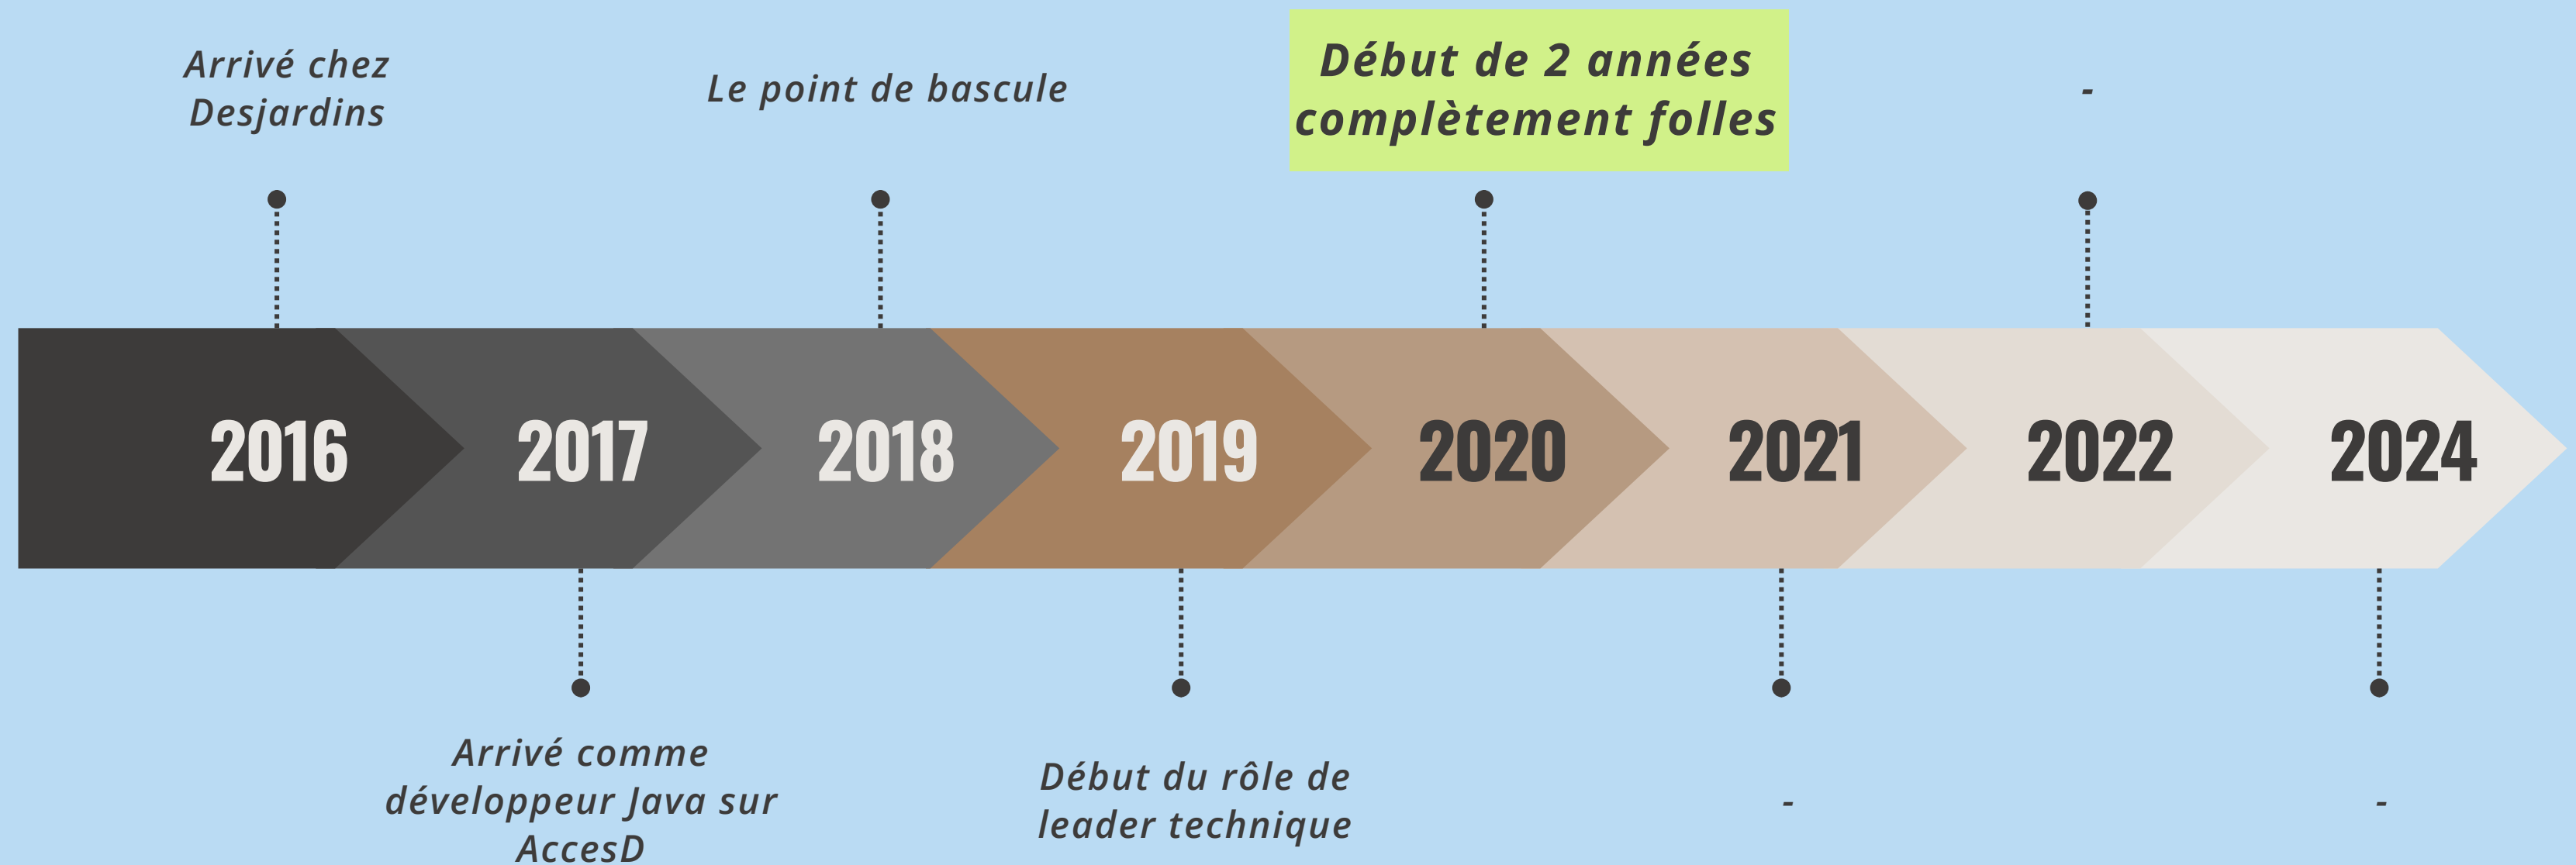 Arrivé chez
Desjardins
Le point de bascule
Début de 2 années
complètement folles
-
2016
2017
2018
2019
2020
2021
2022
2024
Arrivé comme
développeur Java sur
AccesD
Début du rôle de
leader technique
-
-